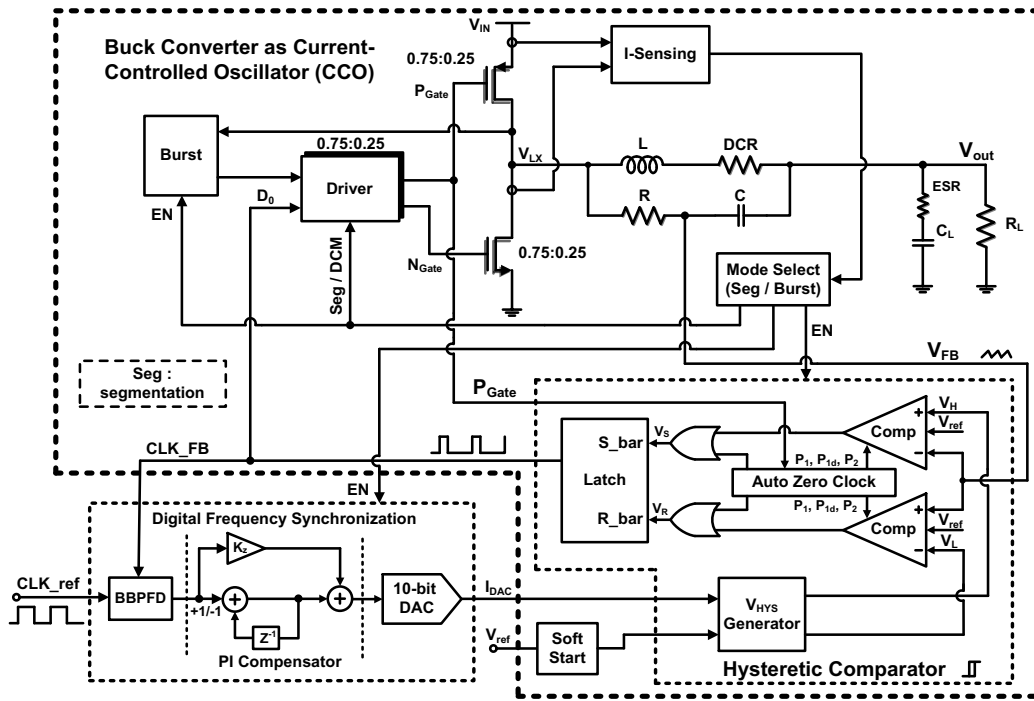 Buck Converter as Current-
Controlled Oscillator (CCO)
V_IN
0.75:0.25
P_Gate
I-Sensing
Burst
0.75:0.25
Driver
D_0
EN
V_LX
L
DCR
R
C
V_out
ESR
C_L
R_L
Seg / DCM
N_Gate
0.75:0.25
Mode Select
(Seg / Burst)
EN
V_FB
Seg :
segmentation
P_Gate
CLK_FB
EN
Latch
S_bar
R_bar
V_S
V_R
P_1, P_1d, P_2
Auto Zero Clock
P_1, P_1d, P_2
+
Comp
−
V_H
V_ref
+
Comp
−
V_ref
V_L
Digital Frequency Synchronization
CLK_ref
BBPFD
+1/-1
K_z
+
+
Z^-1
PI Compensator
10-bit
DAC
I_DAC
V_ref
Soft
Start
V_HYS
Generator
Hysteretic Comparator